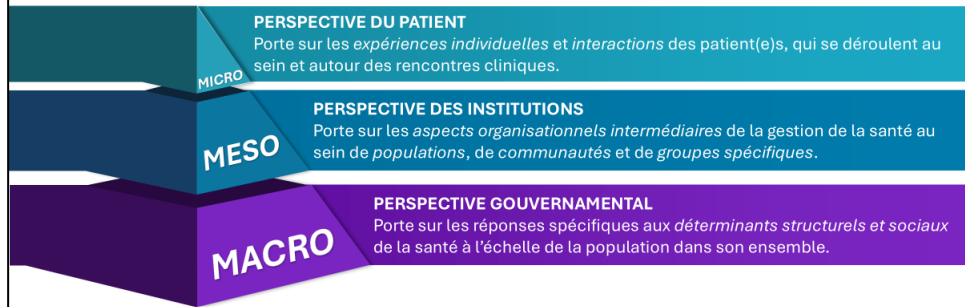 PERSPECTIVE DU PATIENT
Porte sur les expériences individuelles et interactions des patient(e)s, qui se déroulent au
sein et autour des rencontres cliniques.
MICRO
PERSPECTIVE DES INSTITUTIONS
Porte sur les aspects organisationnels intermédiaires de la gestion de la santé au
sein de populations, de communautés et de groupes spécifiques.
MESO
PERSPECTIVE GOUVERNAMENTAL
Porte sur les réponses spécifiques aux déterminants structurels et sociaux
de la santé à l’échelle de la population dans son ensemble.
MACRO